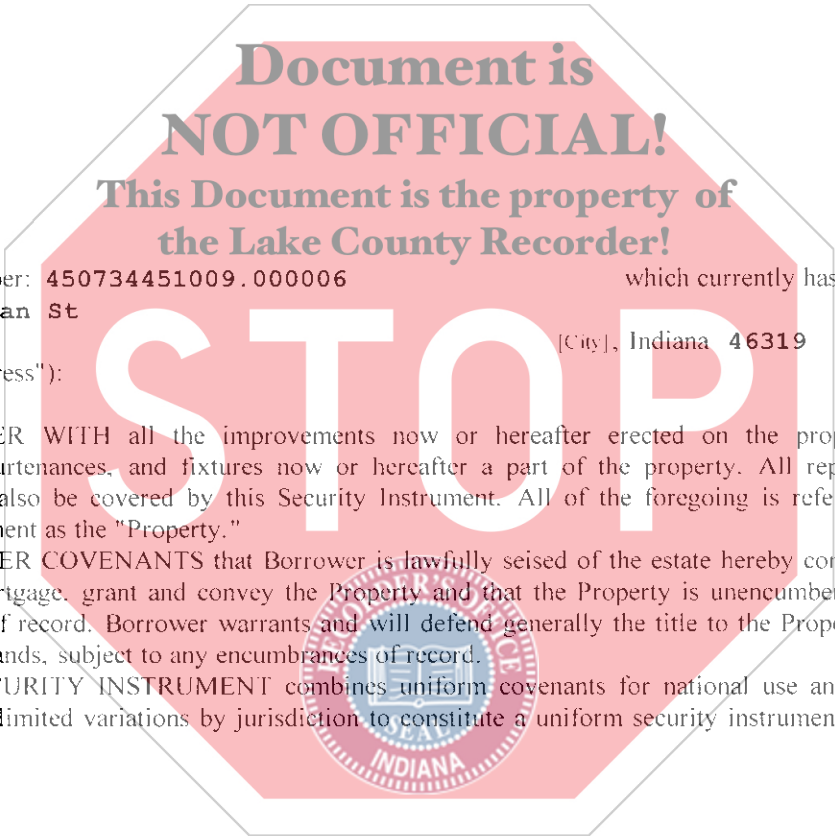 Document is
NOT OFFICIAL!
This Document is the property of
the Lake County Recorder!
er: 450734451009.000006 which currently has
an St
[City], Indiana 46319
ress"):
STOP
ER WITH all the improvements now or hereafter erected on the prop
urtenances, and fixtures now or hereafter a part of the property. All rep
also be covered by this Security Instrument. All of the foregoing is refe
ent as the "Property."
ER COVENANTS that Borrower is lawfully seised of the estate hereby con
rtgage, grant and convey the Property and that the Property is unencumber
f record. Borrower warrants and will defend generally the title to the Prope
ands, subject to any encumbrances of record.
URITY INSTRUMENT combines uniform covenants for national use an
limited variations by jurisdiction to constitute a uniform security instrumen
RECORDER'S OFFICE
SEAL
INDIANA